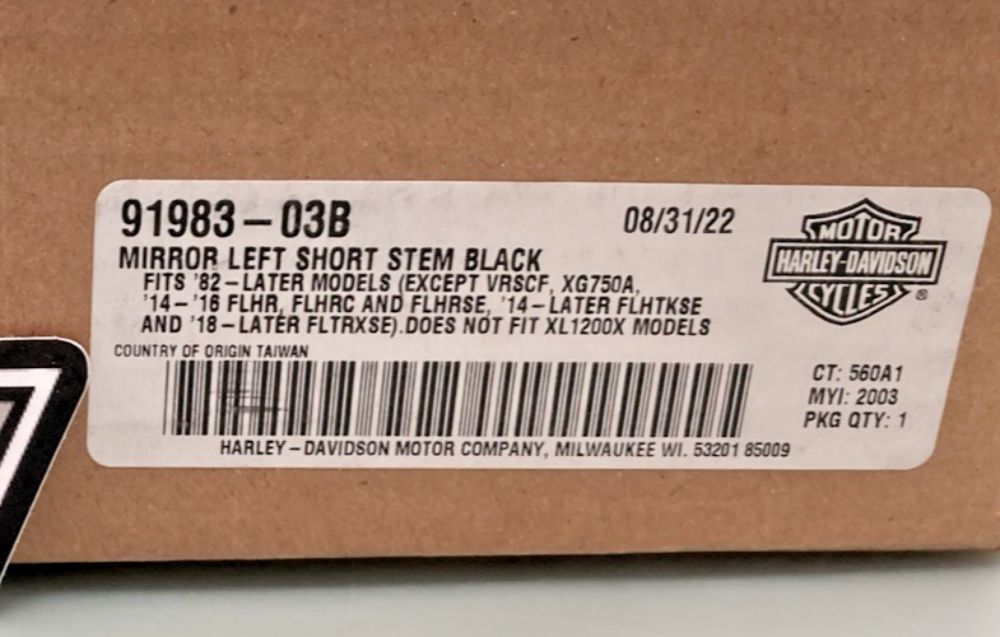 91983-03B
08/31/22
MIRROR LEFT SHORT STEM BLACK
FITS '82-LATER MODELS (EXCEPT VRSCF, XG750A,
'14-'16 FLHR, FLHRC AND FLHRSE, '14-LATER FLHTKSE
AND '18-LATER FLTRXSE).DOES NOT FIT XL1200X MODELS
COUNTRY OF ORIGIN TAIWAN
HARLEY-DAVIDSON MOTOR COMPANY, MILWAUKEE WI. 53201 85009
MOTOR
HARLEY-DAVIDSON
CYCLES
®
CT: 560A1
MYI: 2003
PKG QTY: 1